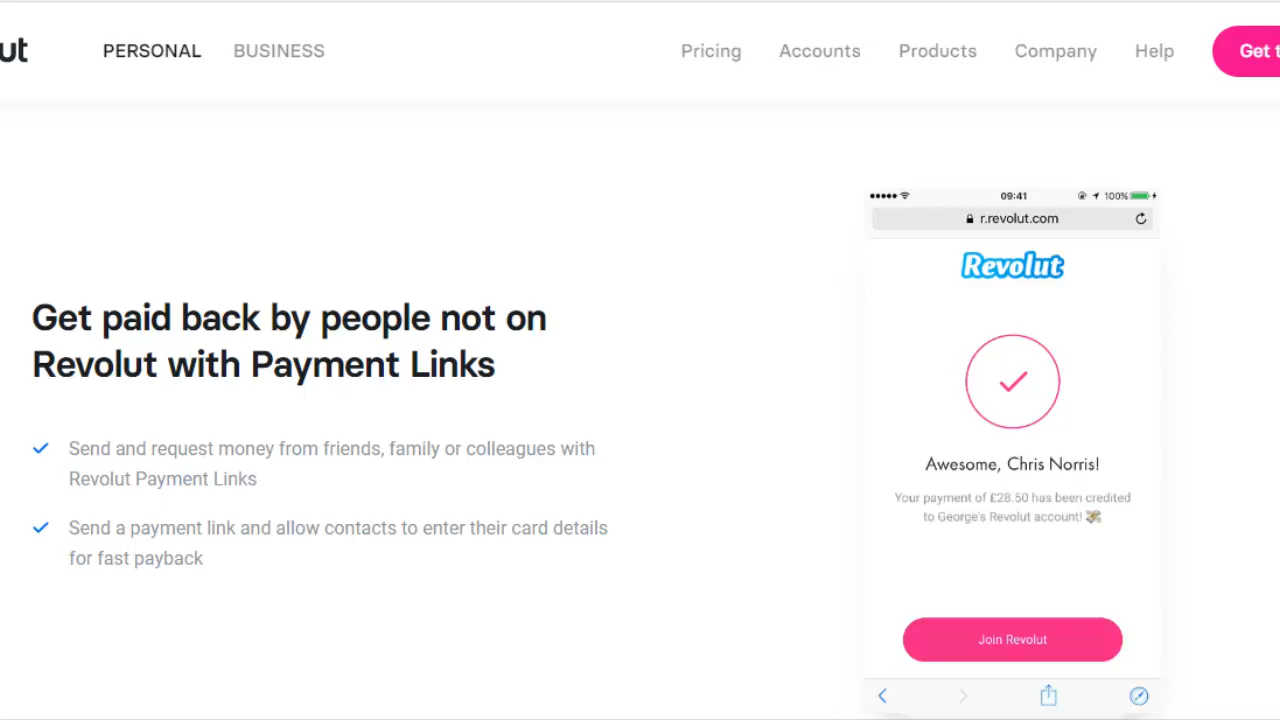 ut PERSONAL BUSINESS Pricing Accounts Products Company Help Get t
09:41 100%
r.revolut.com
Revolut
Get paid back by people not on
Revolut with Payment Links
Send and request money from friends, family or colleagues with
Revolut Payment Links
Send a payment link and allow contacts to enter their card details
for fast payback
Awesome, Chris Norris!
Your payment of £28.50 has been credited
to George's Revolut account! 💸
Join Revolut